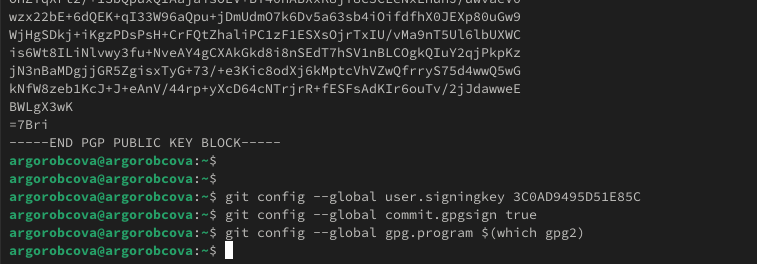 wzx22bE+6dQEK+qI33W96aQpu+jDmUdmO7k6Dv5a63sb4iOifdfhX0JEXp80uGw9
WjHgSDkj+iKgzPDsPsH+CrFQtZhaliPC1zF1ESXsOjrTxIU/vMa9nT5Ul6lbUXWC
is6Wt8ILiNlvwy3fu+NveAY4gCXAkGkd8i8nSEdT7hSV1nBLCOgkQIuY2qjPkpKz
jN3nBaMDgjjGR5ZgisxTyG+73/+e3Kic8odXj6kMptcVhVZwQfrryS75d4wwQ5wG
kNfW8zeb1KcJ+J+eAnV/44rp+yXcD64cNTrjrR+fESFsAdKIr6ouTv/2jJdawweE
BWLgX3wK
=7Bri
-----END PGP PUBLIC KEY BLOCK-----
argorobcova@argorobcova:~$
argorobcova@argorobcova:~$
argorobcova@argorobcova:~$ git config --global user.signingkey 3C0AD9495D51E85C
argorobcova@argorobcova:~$ git config --global commit.gpgsign true
argorobcova@argorobcova:~$ git config --global gpg.program $(which gpg2)
argorobcova@argorobcova:~$